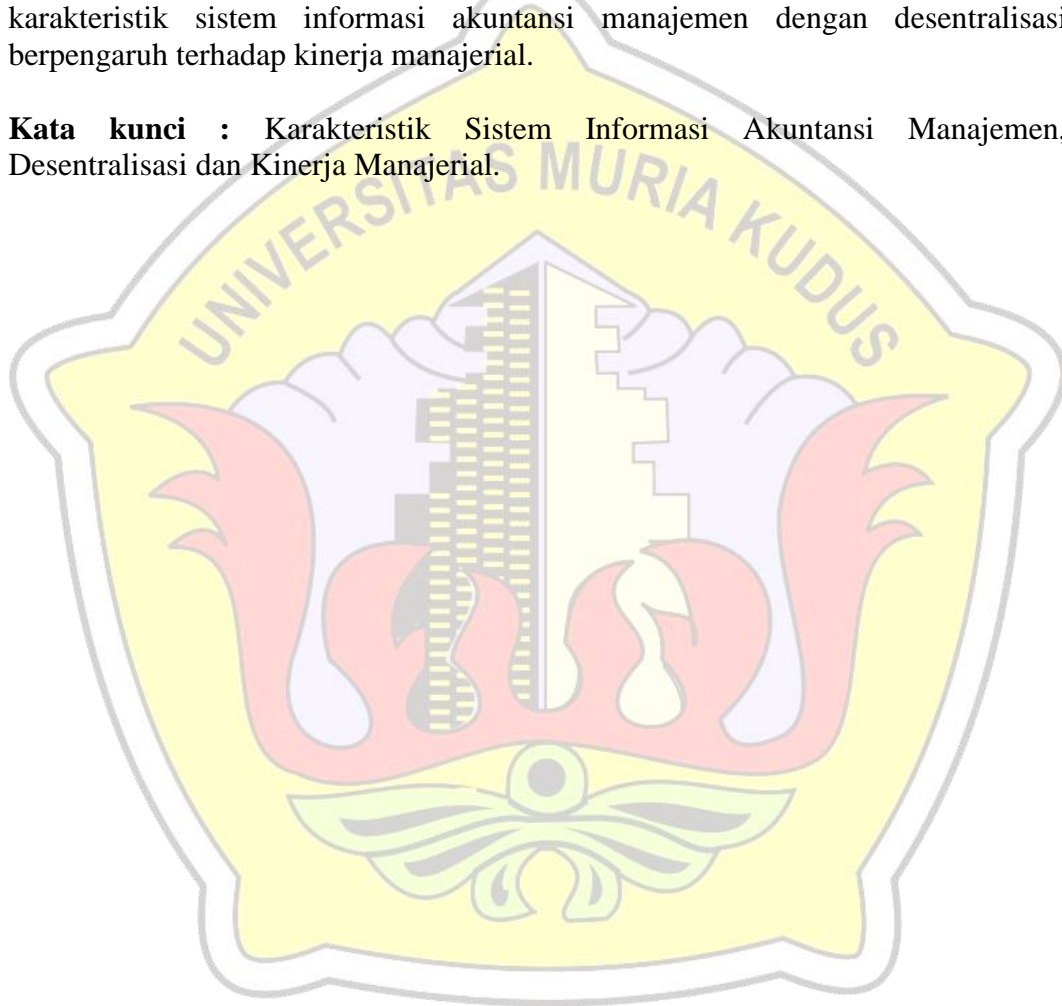 karakteristik sistem informasi akuntansi manajemen dengan desentralisasi
berpengaruh terhadap kinerja manajerial.
Kata kunci : Karakteristik Sistem Informasi Akuntansi Manajemen,
Desentralisasi dan Kinerja Manajerial.
UNIVERSITAS MURIA KUDUS